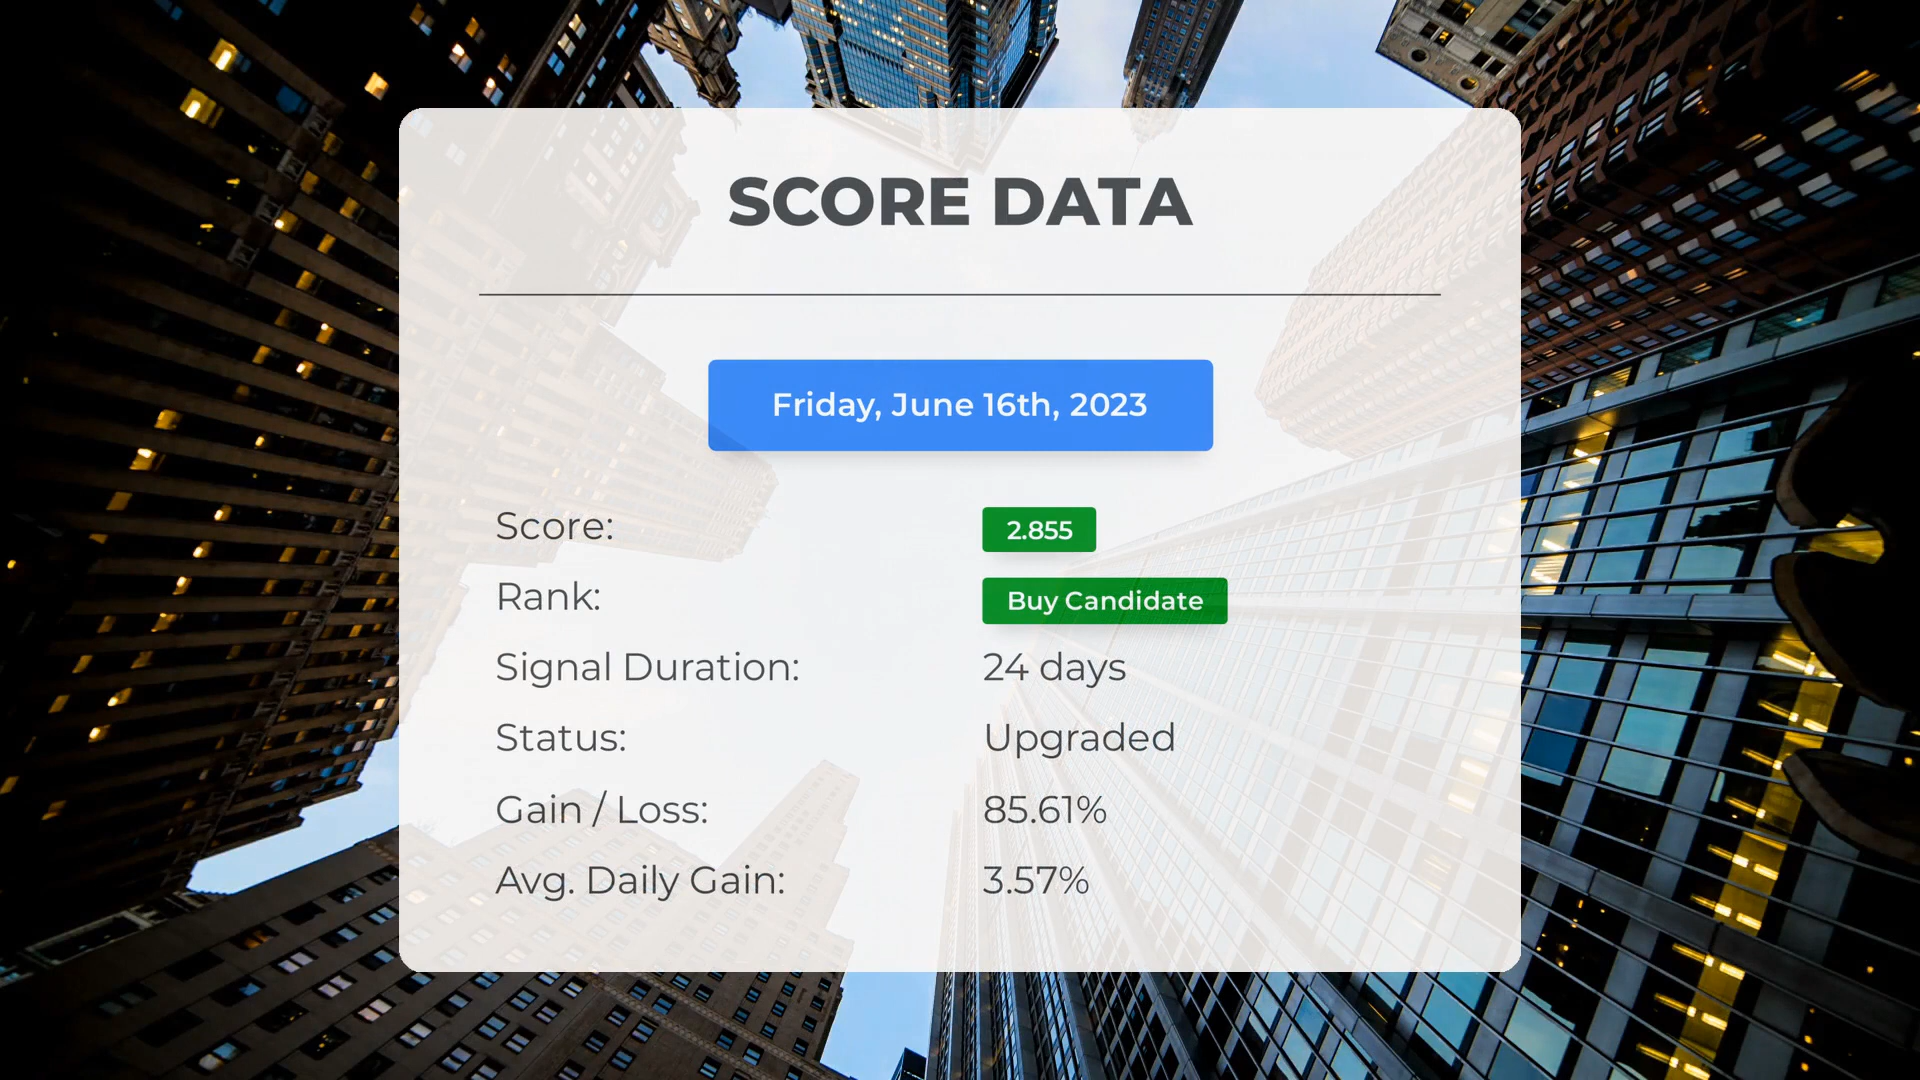 SCORE DATA
Friday, June 16th, 2023
Score: 2.855
Rank: Buy Candidate
Signal Duration: 24 days
Status: Upgraded
Gain / Loss: 85.61%
Avg. Daily Gain: 3.57%